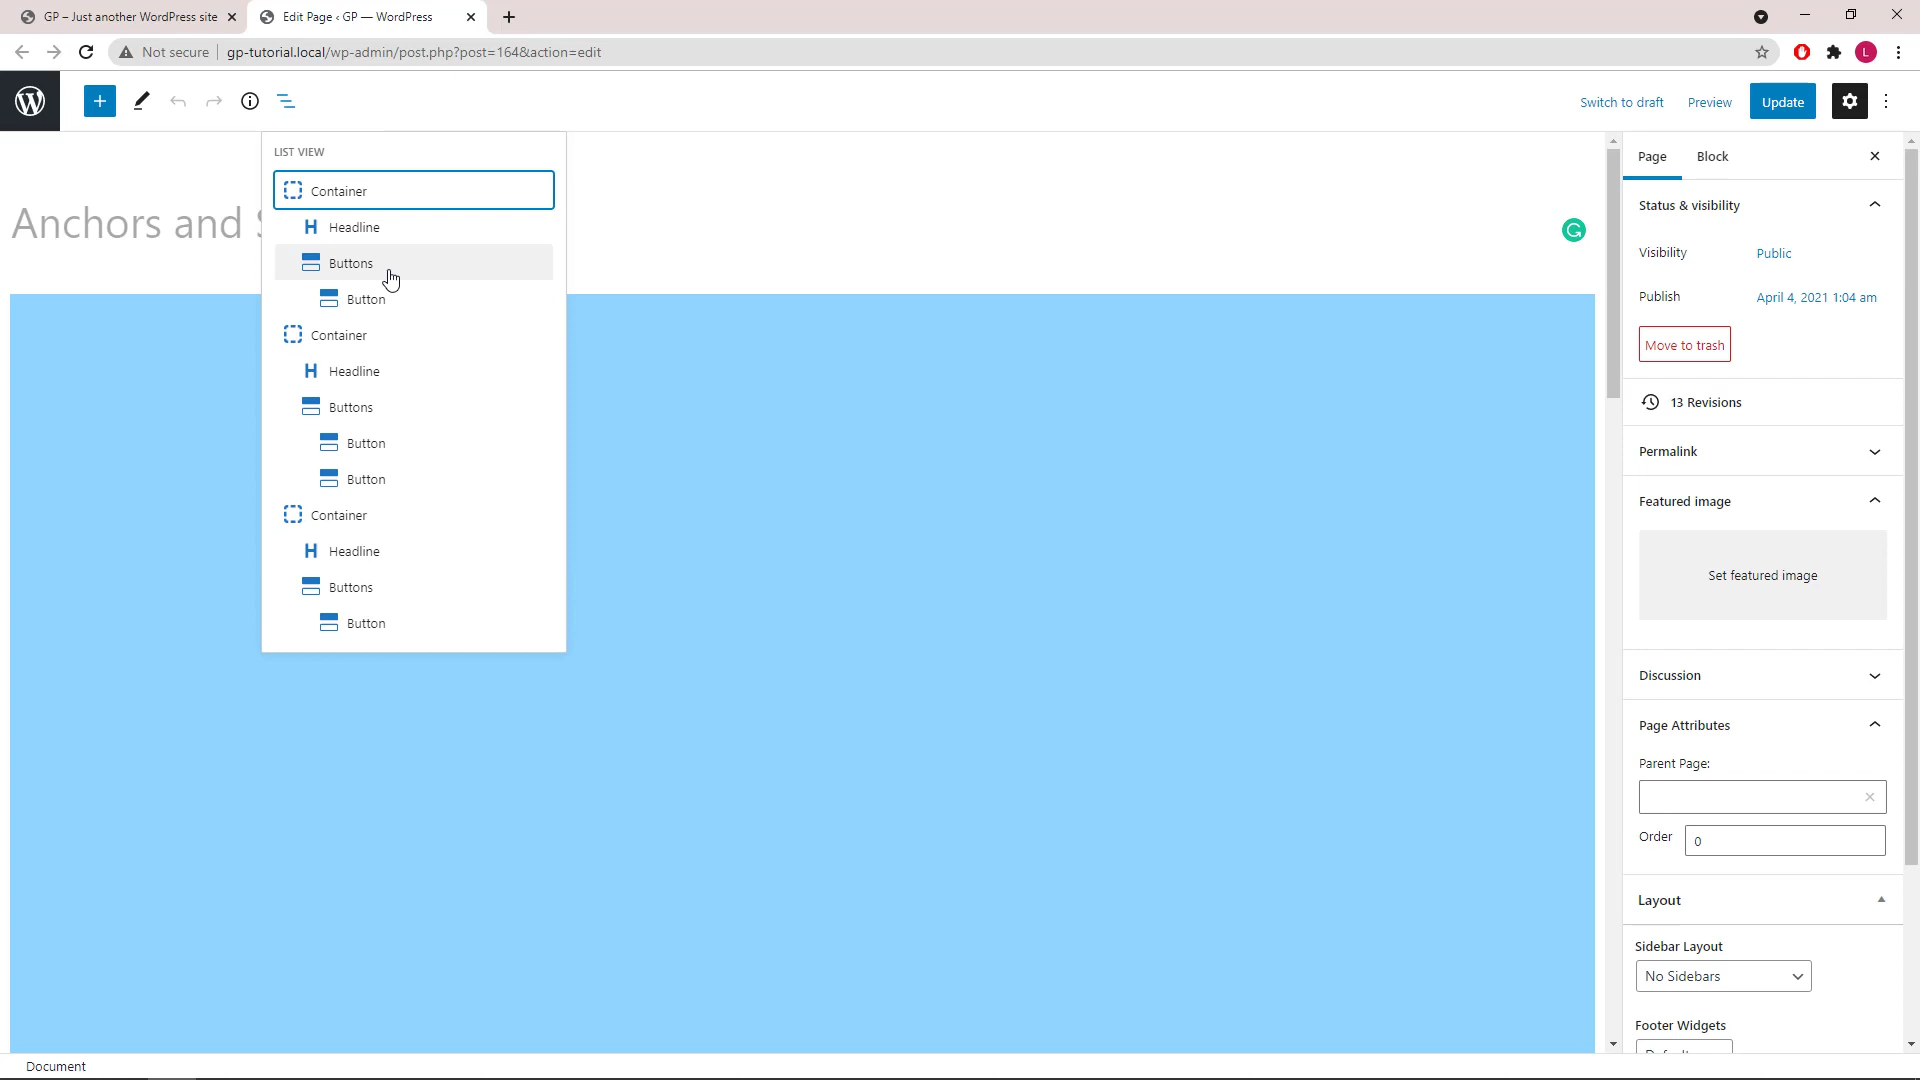 GP – Just another WordPress site
Edit Page ‹ GP — WordPress
Not secure
gp-tutorial.local/wp-admin/post.php?post=164&action=edit
L
Switch to draft
Preview
Update
LIST VIEW
Container
Headline
Buttons
Button
Container
Headline
Buttons
Button
Button
Container
Headline
Buttons
Button
Anchors and
Page
Block
Status & visibility
Visibility
Public
Publish
April 4, 2021 1:04 am
Move to trash
13 Revisions
Permalink
Featured image
Set featured image
Discussion
Page Attributes
Parent Page:
Order
0
Layout
Sidebar Layout
No Sidebars
Footer Widgets
Document